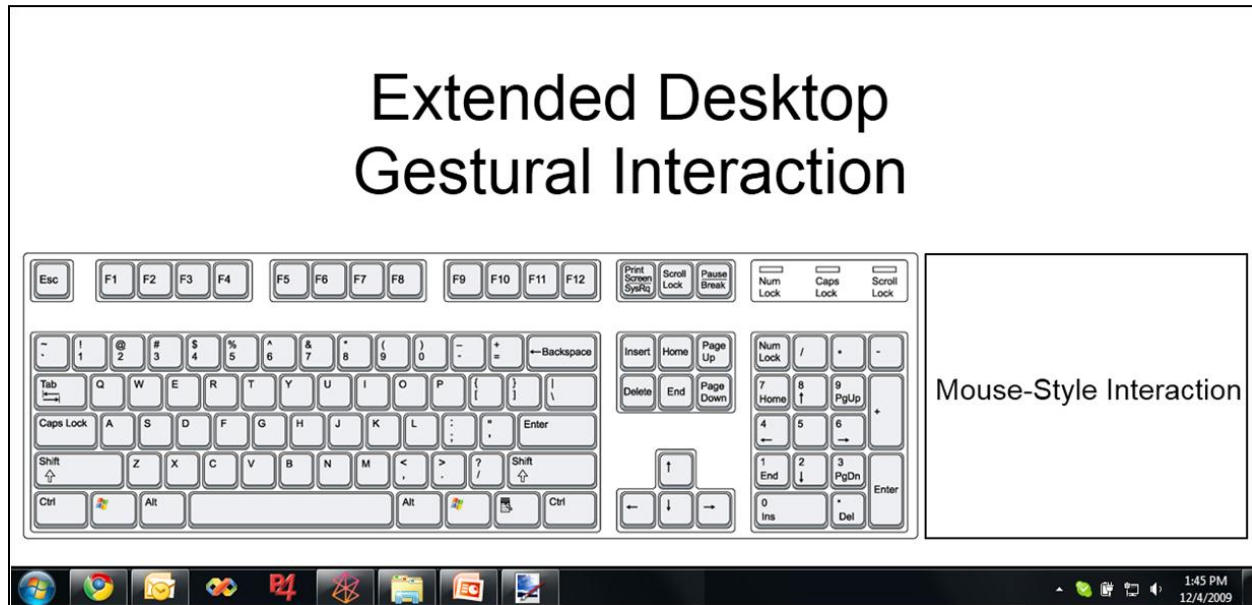 Extended Desktop
Gestural Interaction
Esc F1 F2 F3 F4 F5 F6 F7 F8 F9 F10 F11 F12 Print Screen SysRq Scroll Lock Pause Break Num Lock Caps Lock Scroll Lock
~ ` ! 1 @ 2 # 3 $ 4 % 5 ^ 6 & 7 * 8 ( 9 ) 0 – - + = ←Backspace Insert Home Page Up Num Lock / * -
Tab Q W E R T Y U I O P { [ } ] | \ Delete End Page Down 7 Home 8 ↑ 9 PgUp +
Caps Lock A S D F G H J K L : ; " ' Enter 4 ← 5 6 →
Mouse-Style Interaction
Shift Z X C V B N M < , > . ? / Shift ↑ 1 End 2 ↓ 3 PgDn Enter
Ctrl Alt Alt Ctrl ← ↓ → 0 Ins . Del
1:45 PM
12/4/2009